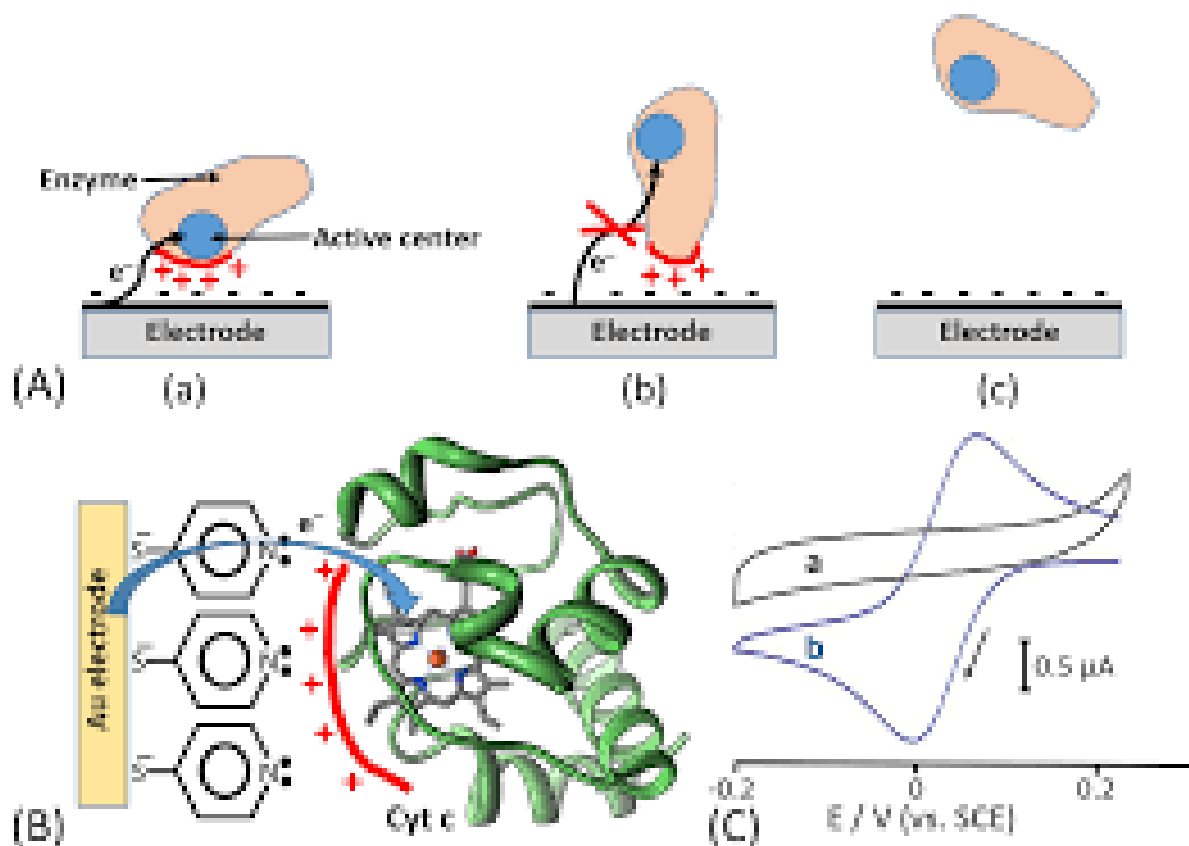 Enzyme
Active center
e⁻
+ + + + +
- - - - - - -
Electrode
(A)
(a)
e⁻
+ + +
- - - - - - -
Electrode
(b)
- - - - - - -
Electrode
(c)
Au electrode
S⁻
N
S⁻
N
S⁻
N
e⁻
+
+
+
+
+
Cyt c
(B)
a
b
0.5 μA
-0.2
0
0.2
E / V (vs. SCE)
(C)